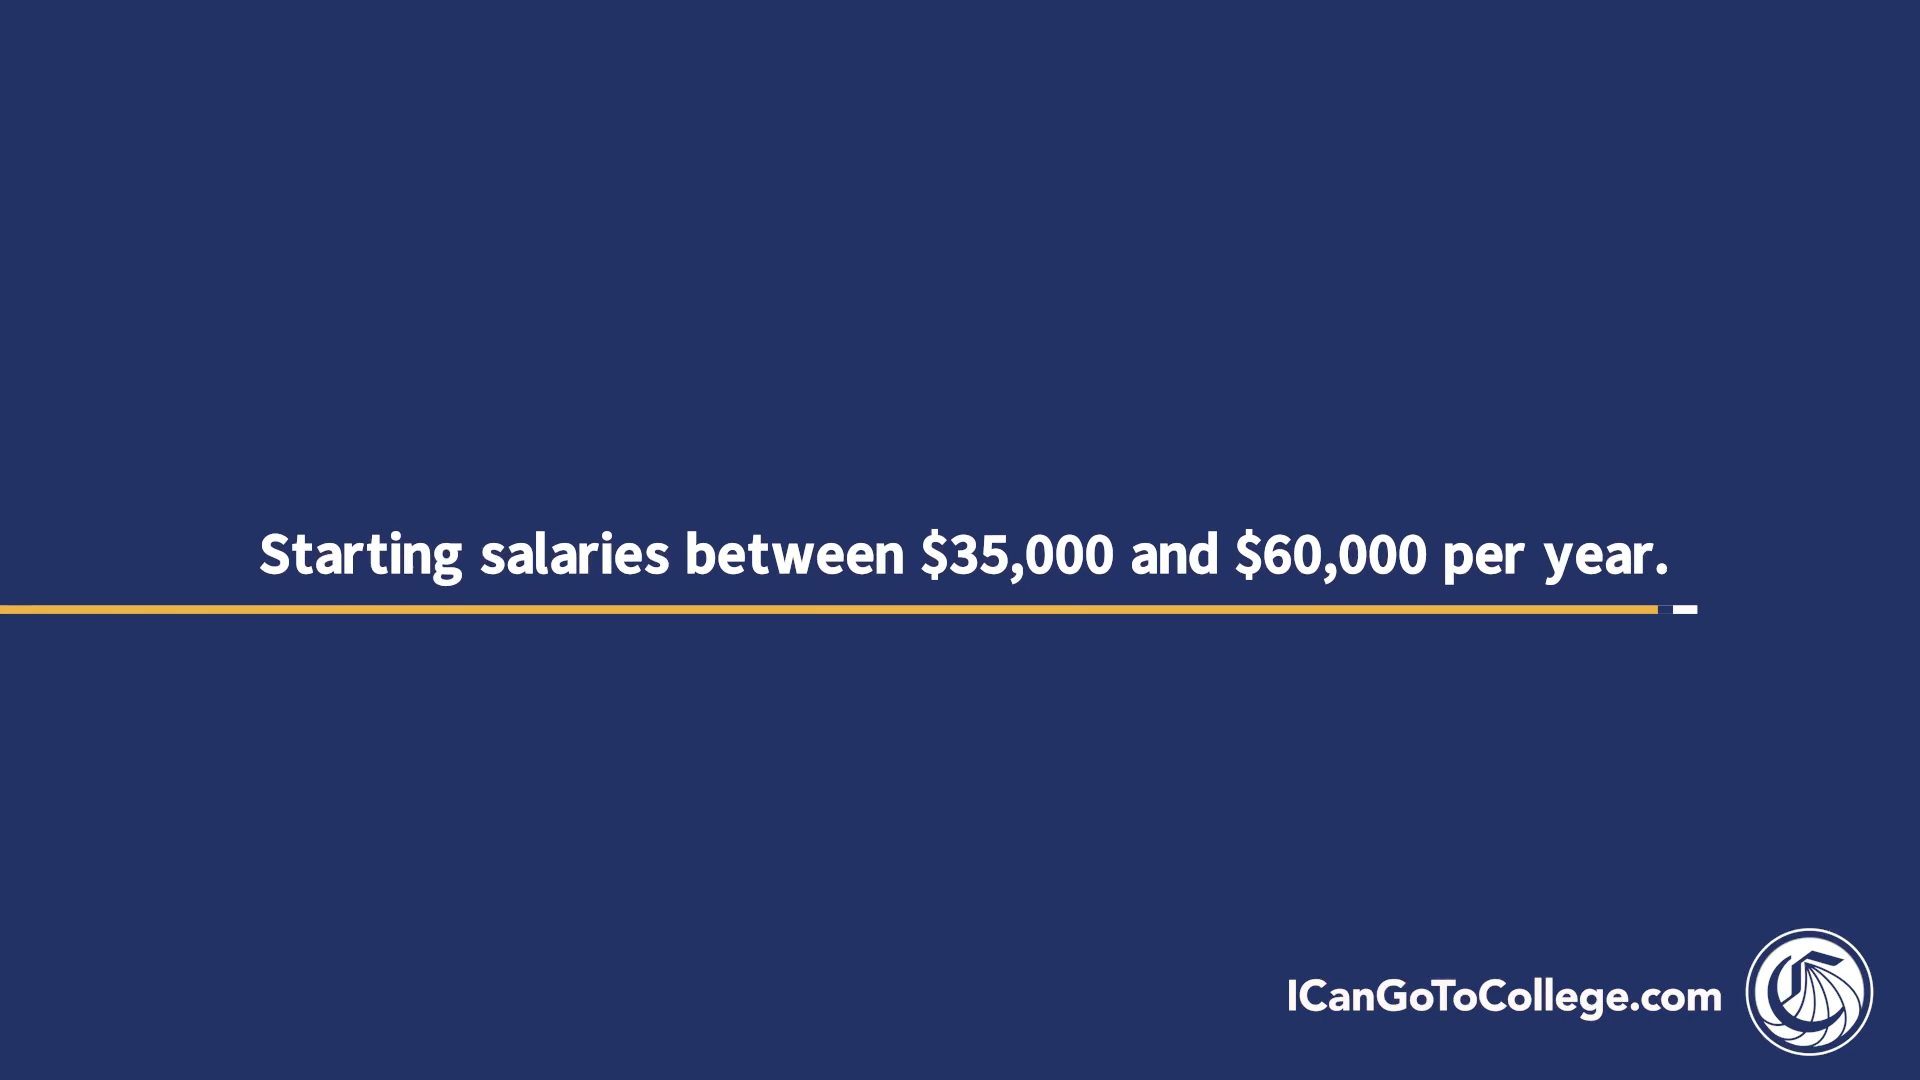 Starting salaries between $35,000 and $60,000 per year.
ICanGoToCollege.com